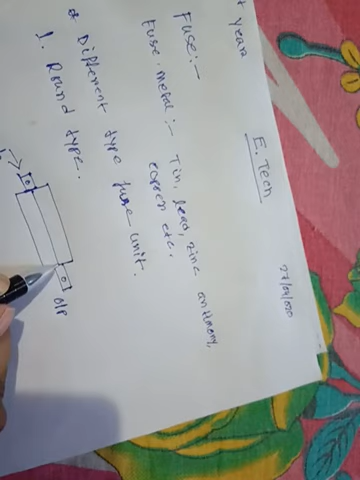 t year
E. Tech
Fuse:-
Fuse metal:- Tin, lead, zinc antimony,
copper etc.
* Different type fuse unit.
1. Round type.
O/P